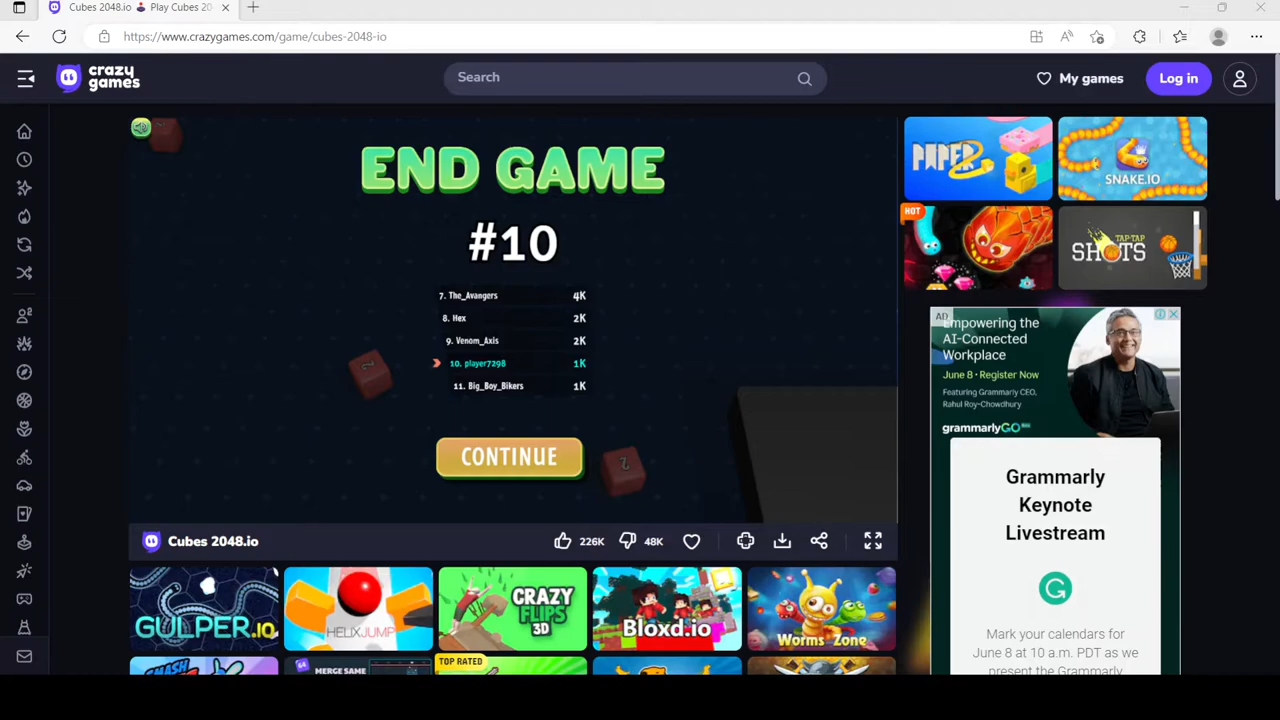 Cubes 2048.io
Play Cubes 20
https://www.crazygames.com/game/cubes-2048-io
crazy
games
Search
My games
Log in
END GAME
#10
7. The_Avangers 4K
8. Hex 2K
9. Venom_Axis 2K
10. player7298 1K
11. Big_Boy_Bikers 1K
CONTINUE
Cubes 2048.io
226K
48K
SNAKE.IO
HOT
TAP-TAP
SHOTS
AD
Empowering the
AI-Connected
Workplace
June 8 • Register Now
Featuring Grammarly CEO,
Rahul Roy-Chowdhury
grammarlyGO
Grammarly
Keynote
Livestream
Mark your calendars for
June 8 at 10 a.m. PDT as we
present the Grammarly
GULPER.IO
HELIX JUMP
CRAZY
FLIPS
3D
Bloxd.io
Worms Zone
SMASH
MERGE SAME
TOP RATED